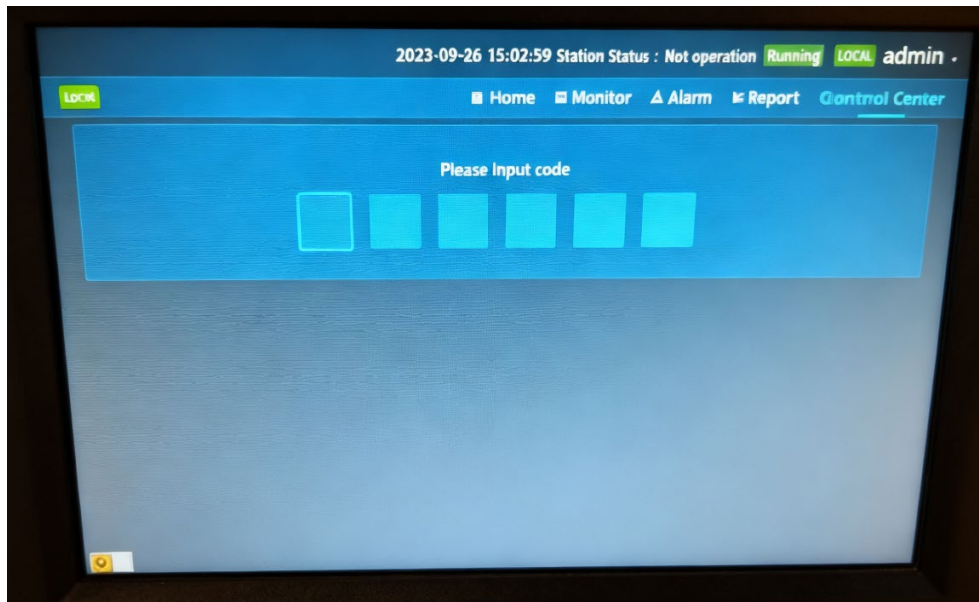 2023-09-26 15:02:59 Station Status : Not operation Running LOCAL admin
Local Home Monitor Alarm Report Control Center
Please Input code